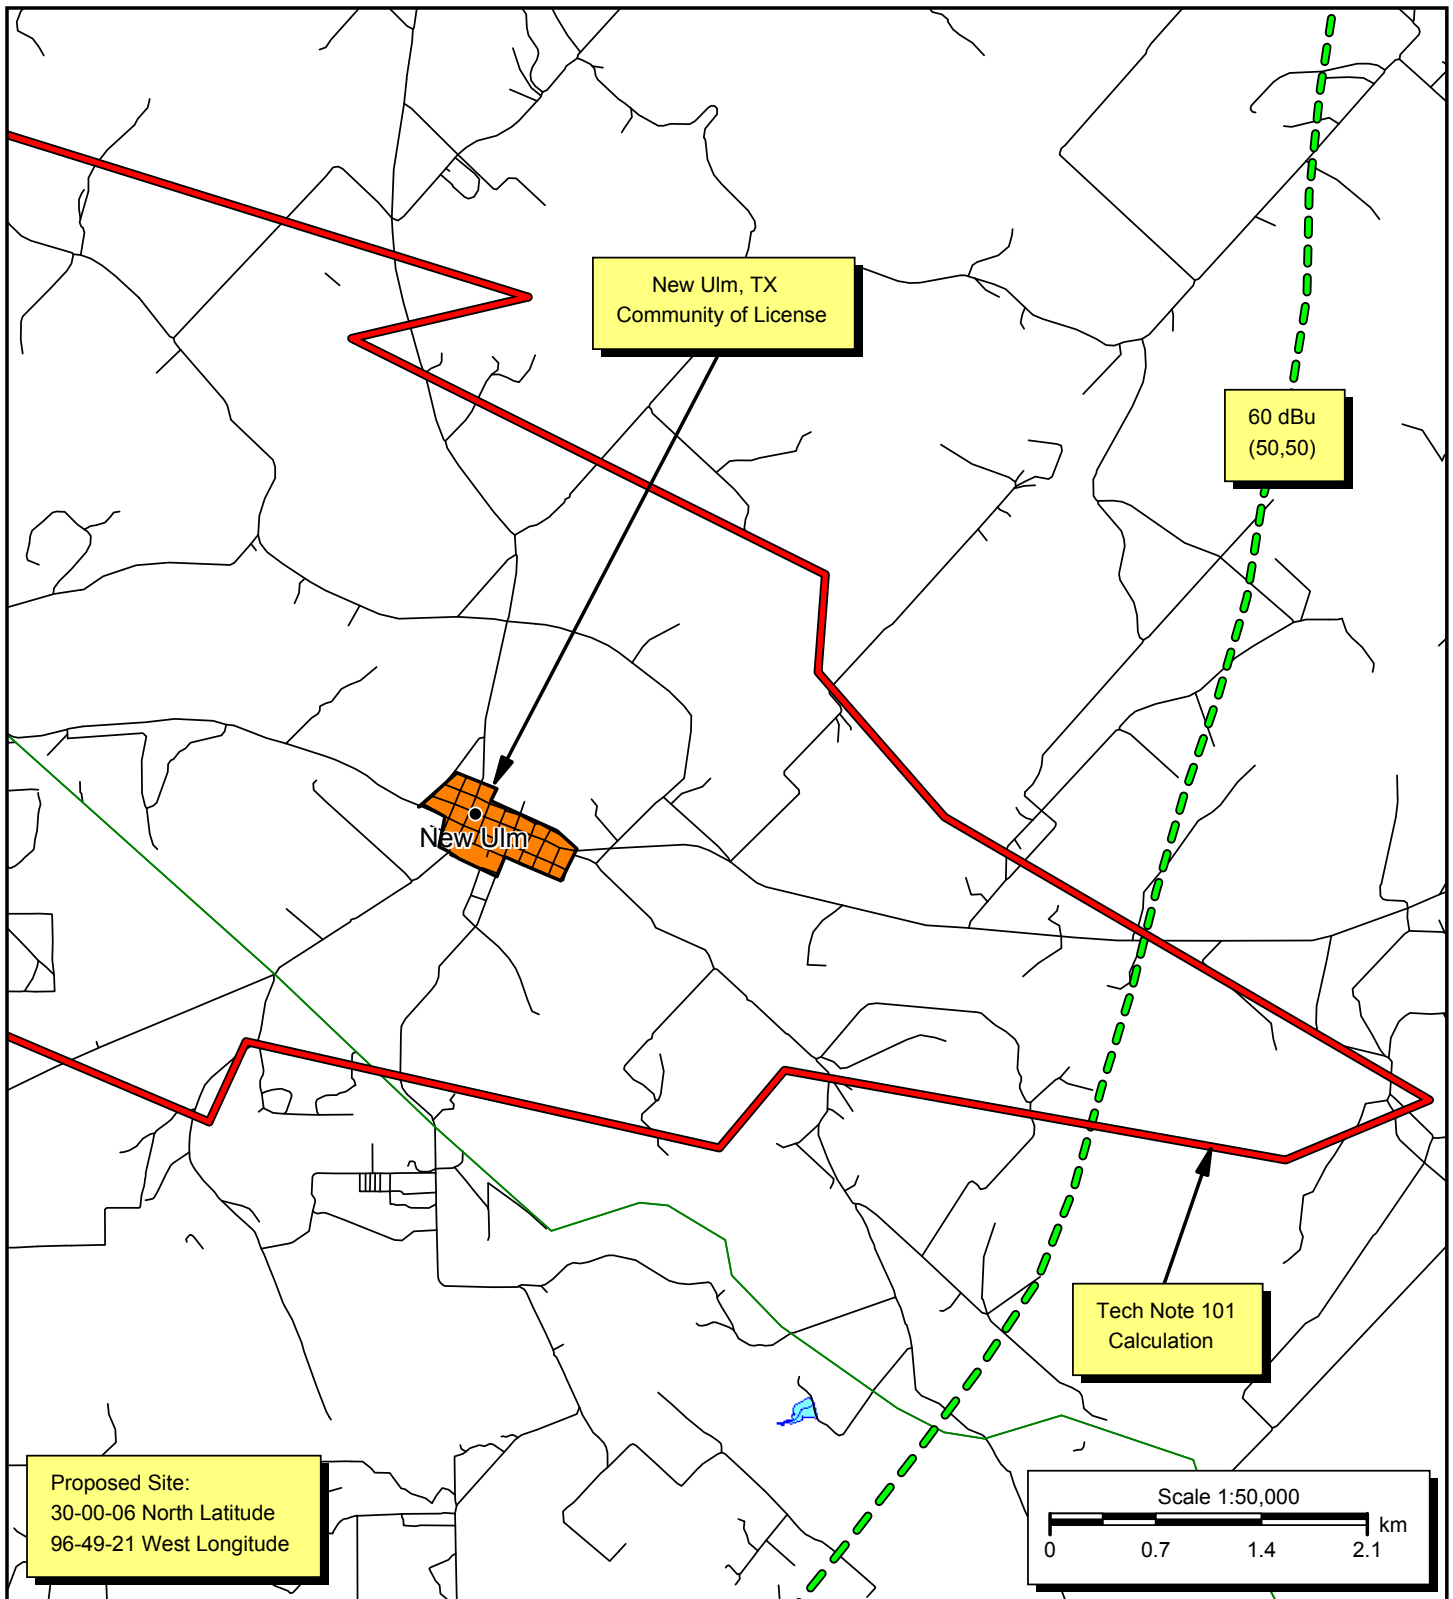 New Ulm, TX
Community of License
60 dBu
(50,50)
New Ulm
Tech Note 101
Calculation
Proposed Site:
30-00-06 North Latitude
96-49-21 West Longitude
Scale 1:50,000
km
0 0.7 1.4 2.1